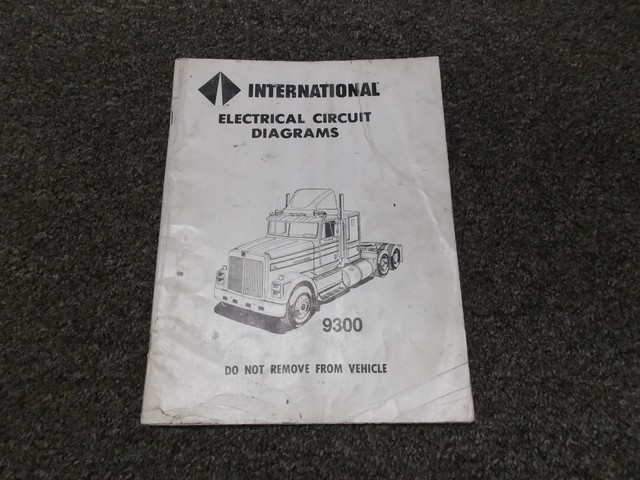 INTERNATIONAL
ELECTRICAL CIRCUIT
DIAGRAMS
9300
DO NOT REMOVE FROM VEHICLE